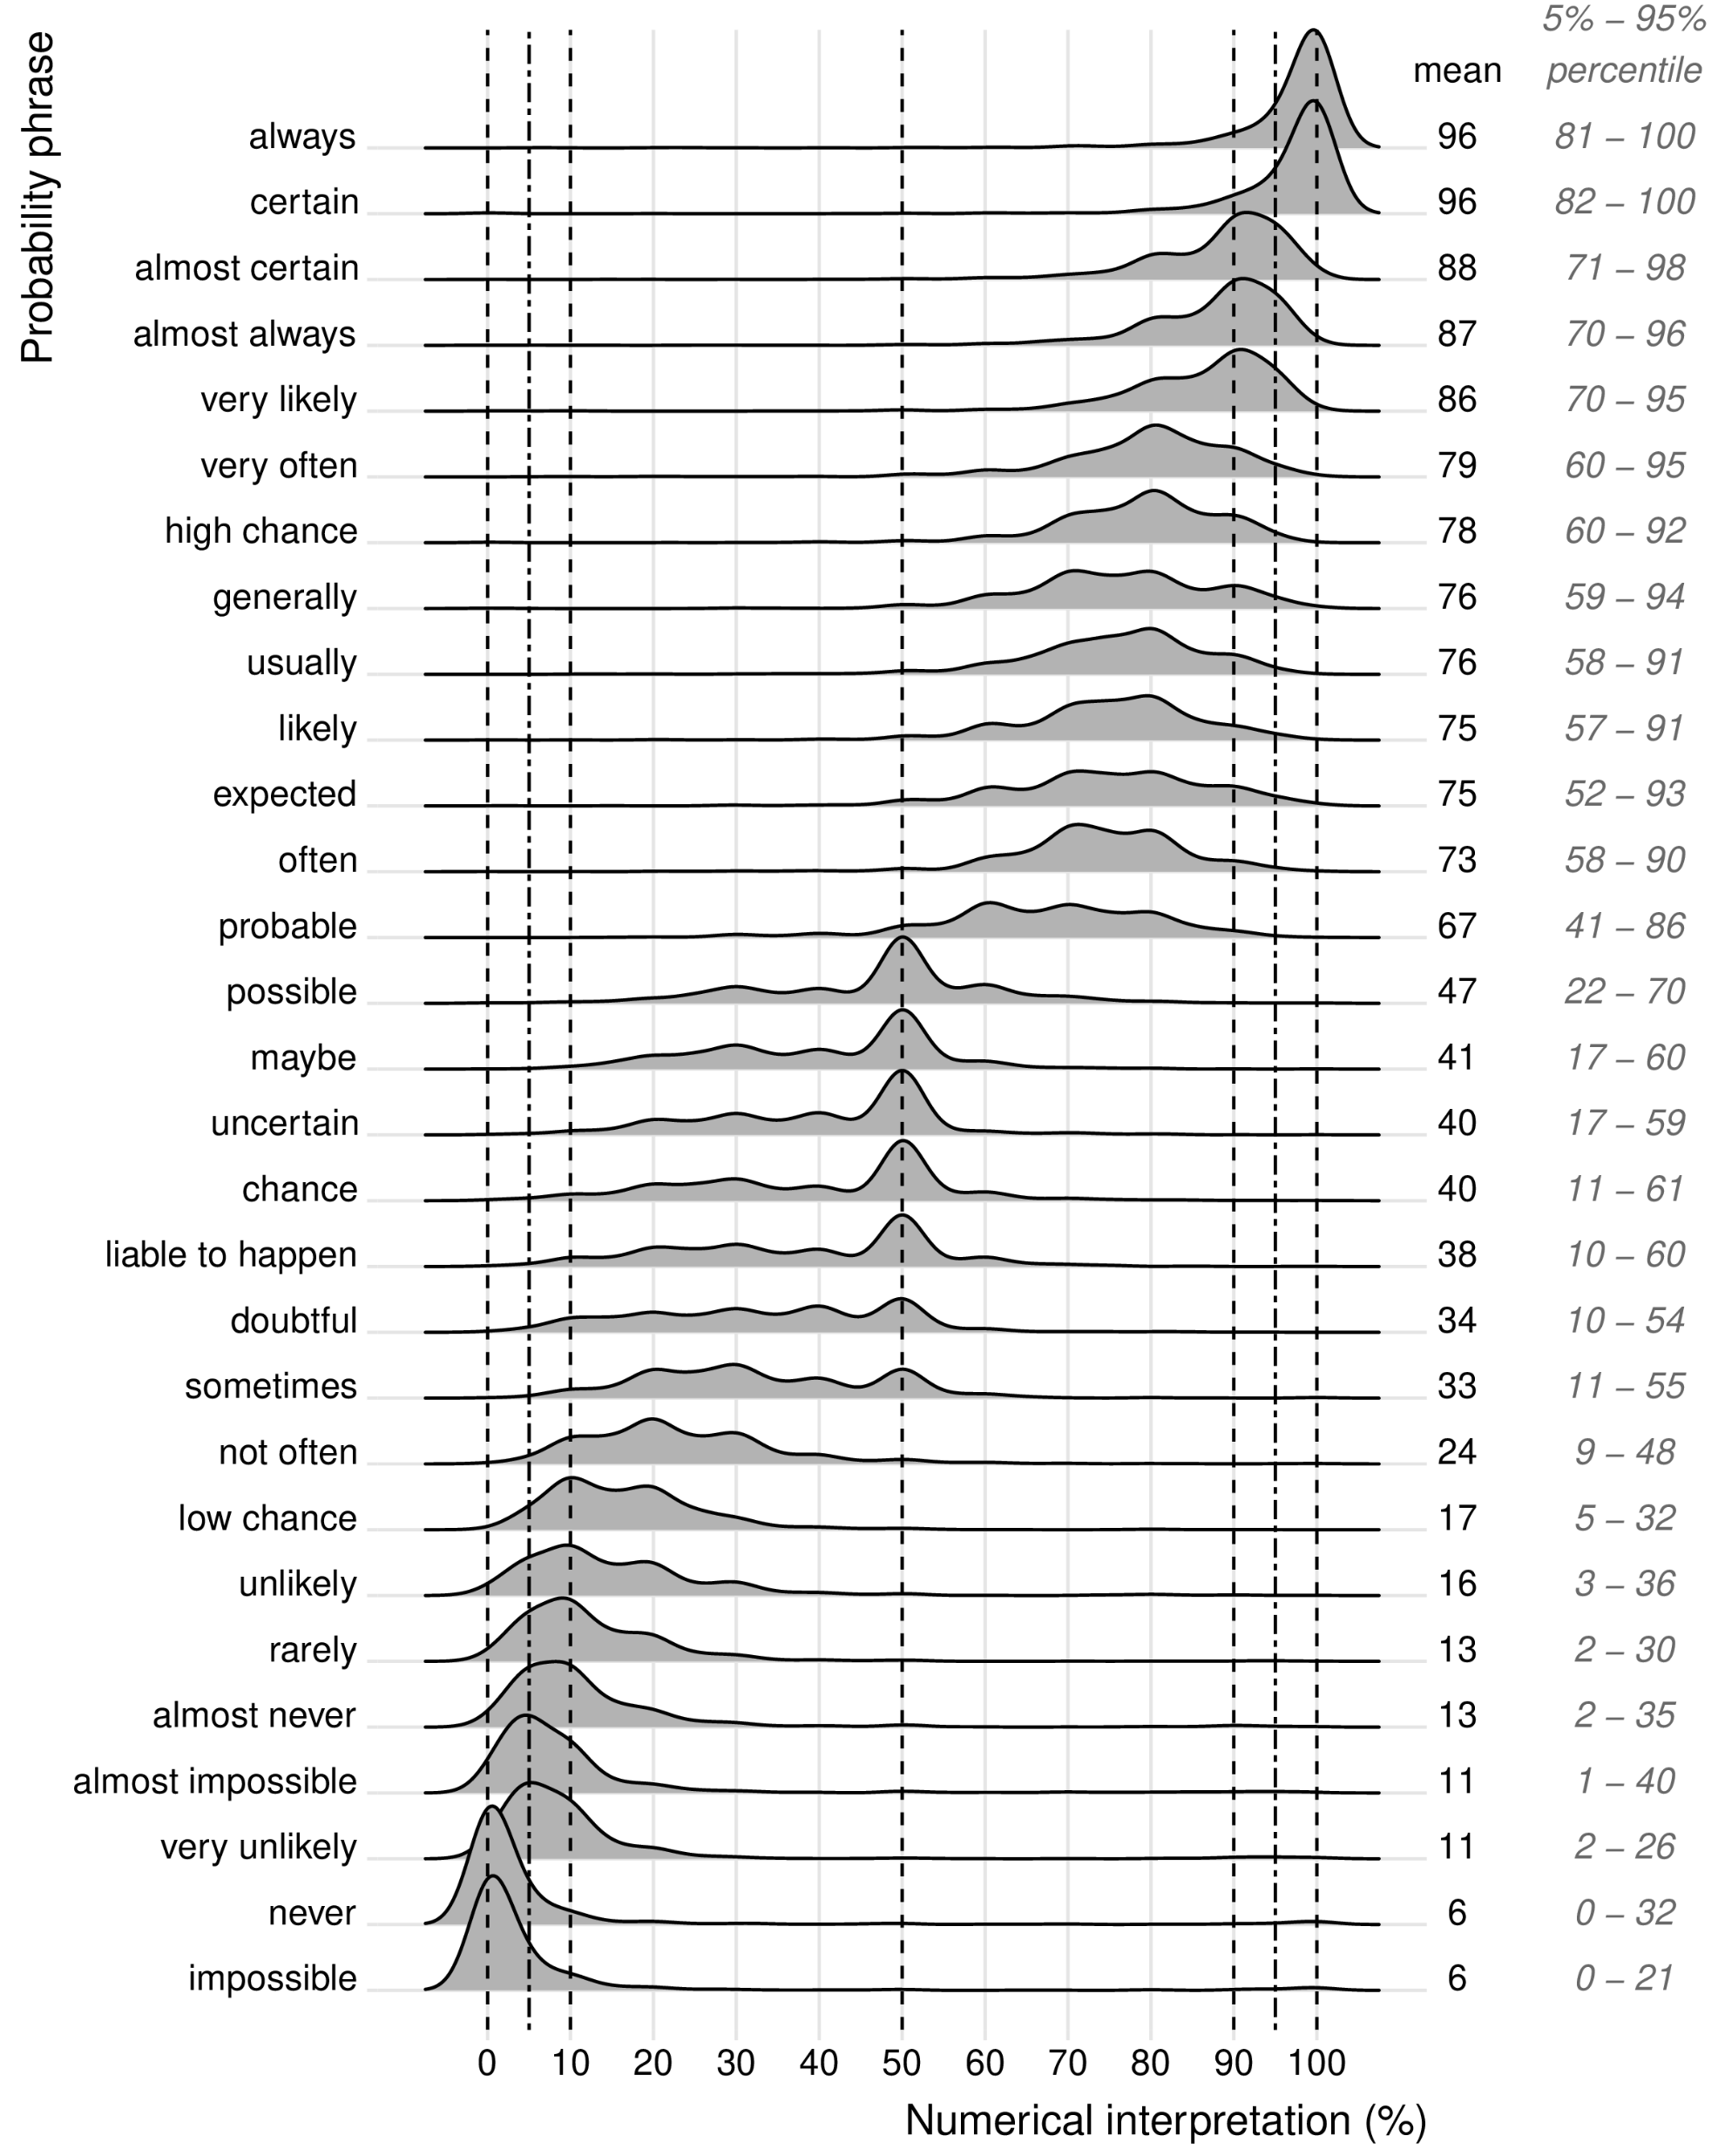 Probability phrase
5% – 95%
mean percentile
always 96 81 – 100
certain 96 82 – 100
almost certain 88 71 – 98
almost always 87 70 – 96
very likely 86 70 – 95
very often 79 60 – 95
high chance 78 60 – 92
generally 76 59 – 94
usually 76 58 – 91
likely 75 57 – 91
expected 75 52 – 93
often 73 58 – 90
probable 67 41 – 86
possible 47 22 – 70
maybe 41 17 – 60
uncertain 40 17 – 59
chance 40 11 – 61
liable to happen 38 10 – 60
doubtful 34 10 – 54
sometimes 33 11 – 55
not often 24 9 – 48
low chance 17 5 – 32
unlikely 16 3 – 36
rarely 13 2 – 30
almost never 13 2 – 35
almost impossible 11 1 – 40
very unlikely 11 2 – 26
never 6 0 – 32
impossible 6 0 – 21
0 10 20 30 40 50 60 70 80 90 100
Numerical interpretation (%)